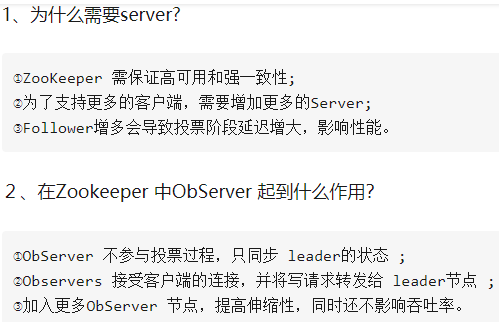 1、为什么需要server?
①ZooKeeper 需保证高可用和强一致性;
②为了支持更多的客户端，需要增加更多的Server;
③Follower增多会导致投票阶段延迟增大，影响性能。
2、在Zookeeper 中ObServer 起到什么作用?
①ObServer 不参与投票过程，只同步 leader的状态 ;
②Observers 接受客户端的连接，并将写请求转发给 leader节点 ;
③加入更多ObServer 节点，提高伸缩性，同时还不影响吞吐率。